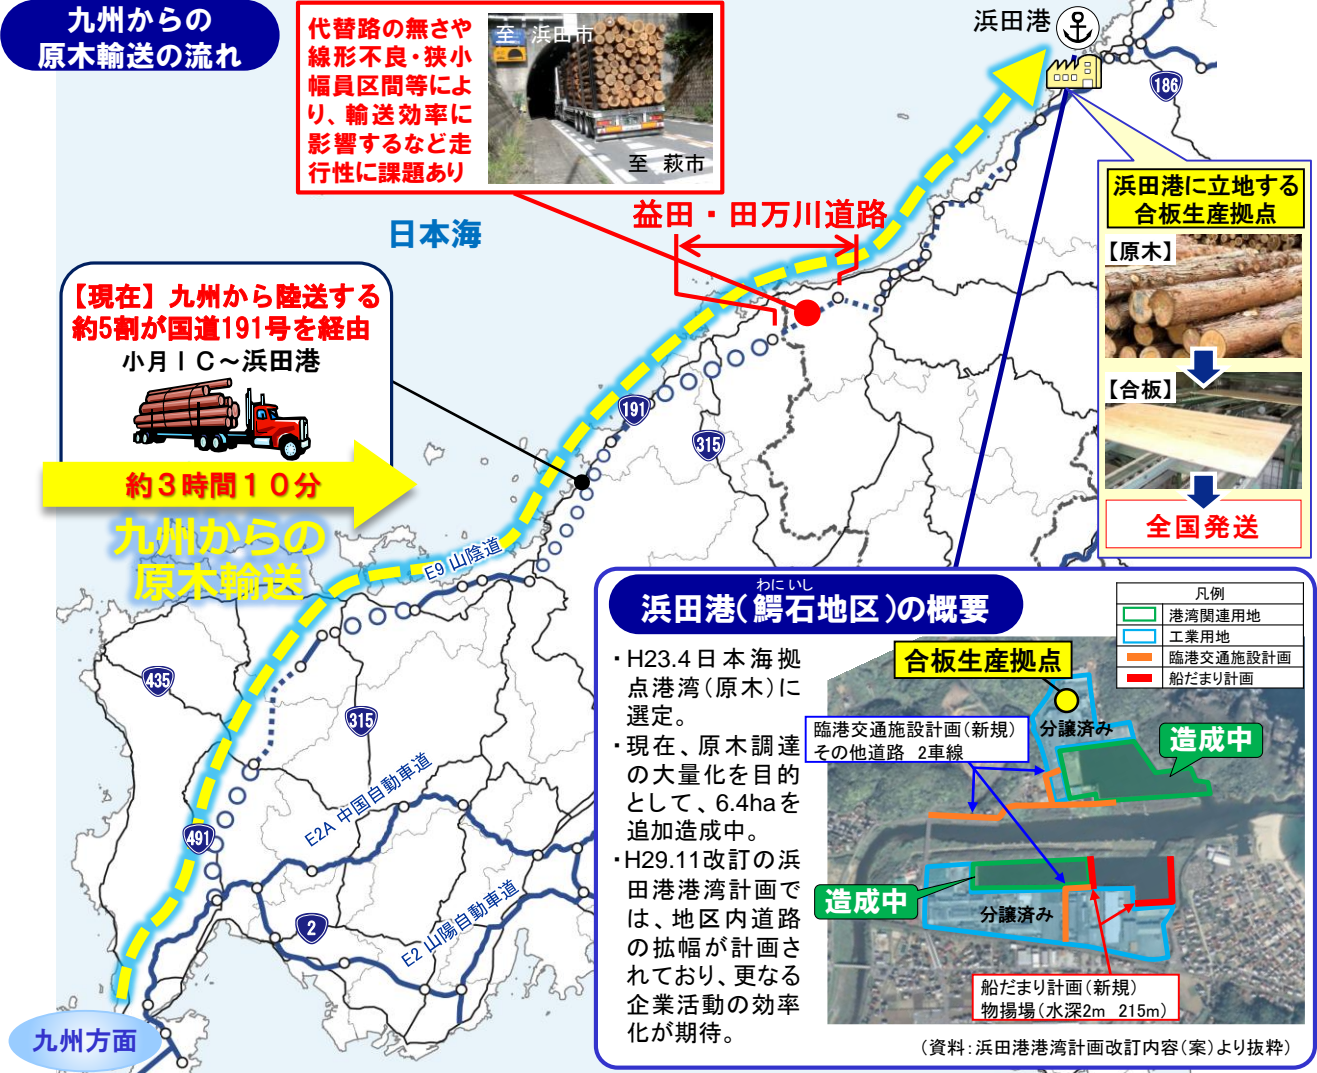 九州からの
原木輸送の流れ
代替路の無さや
線形不良・狭小
幅員区間等によ
り、輸送効率に
影響するなど走
行性に課題あり
至 浜田市
至 萩市
浜田港
186
浜田港に立地する
合板生産拠点
【原木】
【合板】
全国発送
益田・田万川道路
日本海
【現在】九州から陸送する
約5割が国道191号を経由
小月ＩＣ～浜田港
約３時間１０分
九州からの
原木輸送
191
315
E9 山陰道
435
315
E2A 中国自動車道
491
2
E2 山陽自動車道
九州方面
わにいし
浜田港(鰐石地区)の概要
・H23.4日本海拠
点港湾(原木)に
選定。
・現在、原木調達
の大量化を目的
として、6.4haを
追加造成中。
・H29.11改訂の浜
田港港湾計画で
は、地区内道路
の拡幅が計画さ
れており、更なる
企業活動の効率
化が期待。
凡例
港湾関連用地
工業用地
臨港交通施設計画
船だまり計画
合板生産拠点
分譲済み
臨港交通施設計画(新規)
その他道路 2車線
造成中
造成中
分譲済み
船だまり計画(新規)
物揚場(水深2m 215m)
(資料:浜田港港湾計画改訂内容(案)より抜粋)